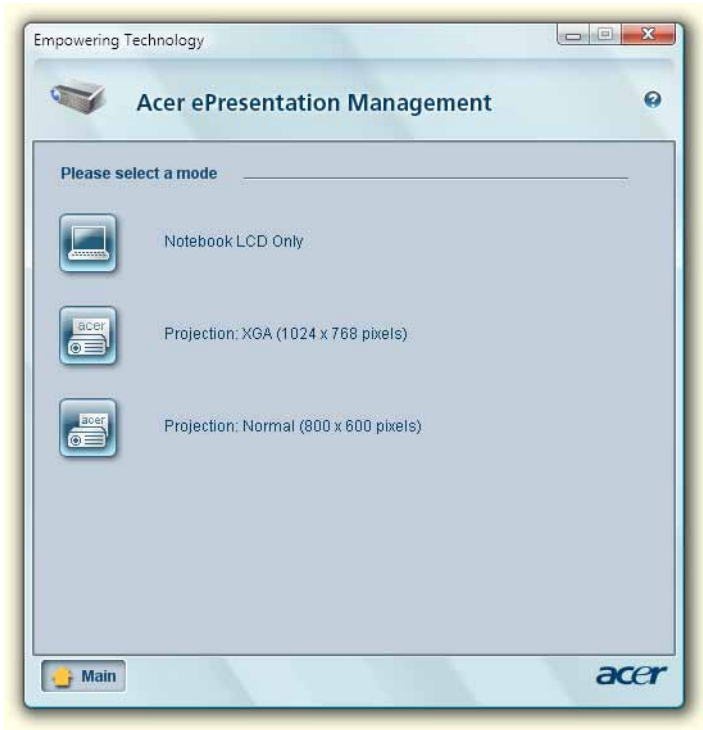 Empowering Technology
Acer ePresentation Management
Please select a mode
Notebook LCD Only
acer
Projection: XGA (1024 x 768 pixels)
acer
Projection: Normal (800 x 600 pixels)
Main
acer